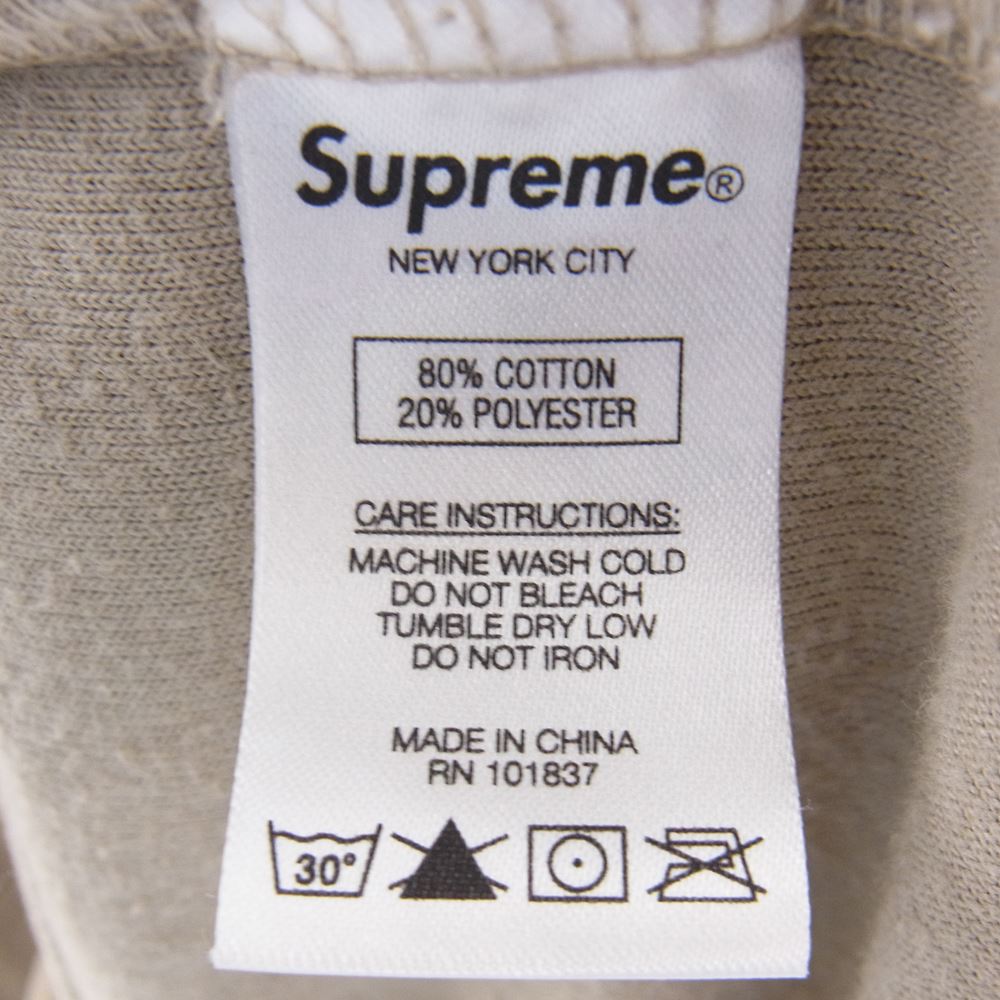 Supreme®
NEW YORK CITY
80% COTTON
20% POLYESTER
CARE INSTRUCTIONS:
MACHINE WASH COLD
DO NOT BLEACH
TUMBLE DRY LOW
DO NOT IRON
MADE IN CHINA
RN 101837
30°